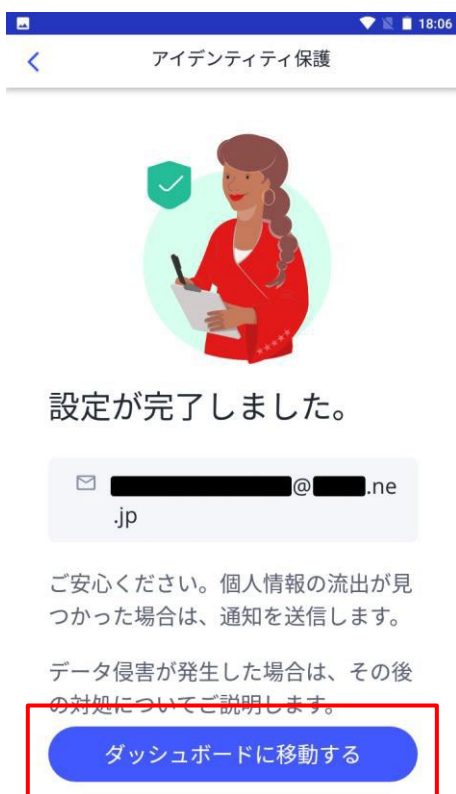 18:06
アイデンティティ保護
設定が完了しました。
@ .ne
.jp
ご安心ください。個人情報の流出が見
つかった場合は、通知を送信します。
データ侵害が発生した場合は、その後
の対処についてご説明します。
ダッシュボードに移動する